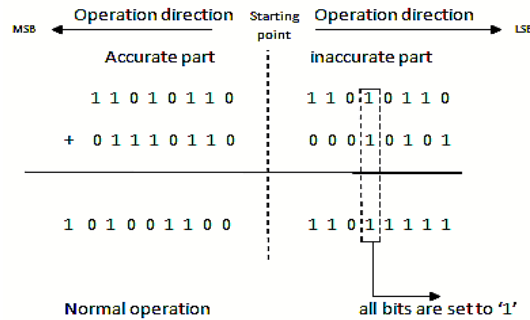 Operation direction Starting point Operation direction
MSB LSB
Accurate part inaccurate part
1 1 0 1 0 1 1 0 1 1 0 1 0 1 1 0
+ 0 1 1 1 0 1 1 0 0 0 0 1 0 1 0 1
1 0 1 0 0 1 1 0 0 1 1 0 1 1 1 1 1
Normal operation all bits are set to ‘1’